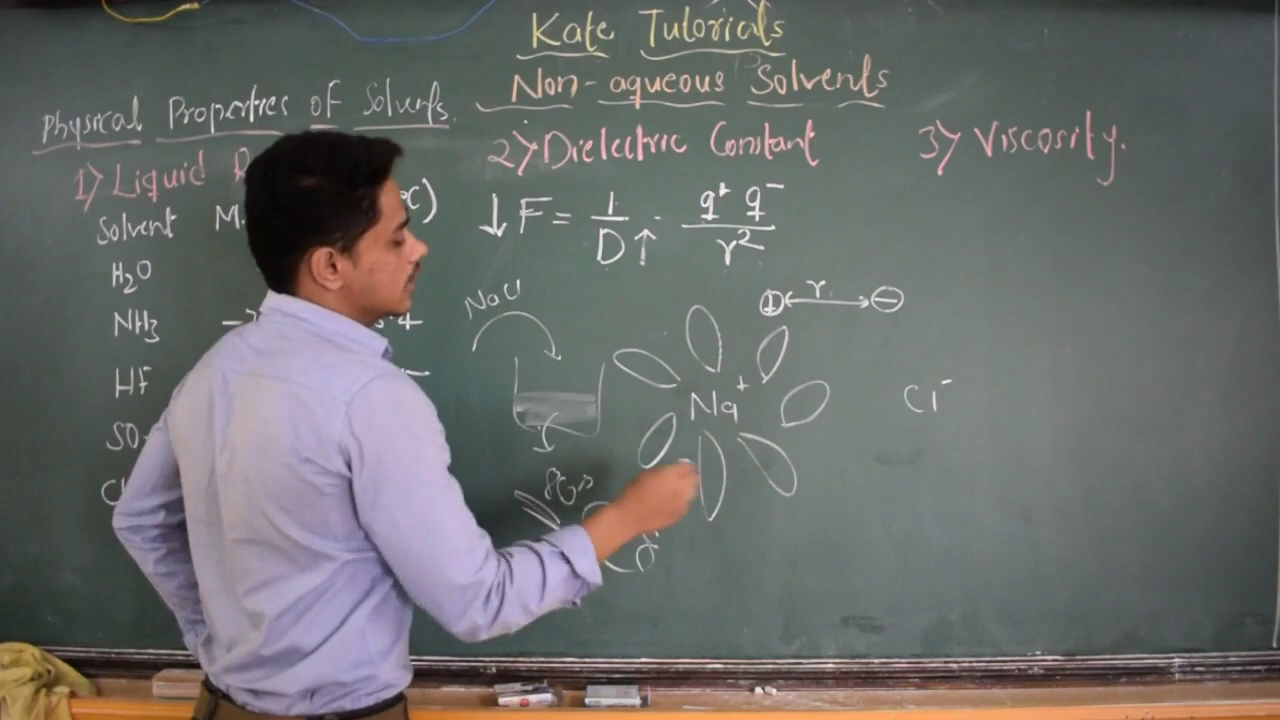 Kate Tutorials
Non-aqueous Solvents
Physical Properties of Solvents.
1) Liquid
Solvent M.
H2O
NH3
HF
2) Dielectric Constant
↓ F = 1/D↑ . q+ q-/r2
NaCl
r
Na+
Cl-
3) Viscosity.